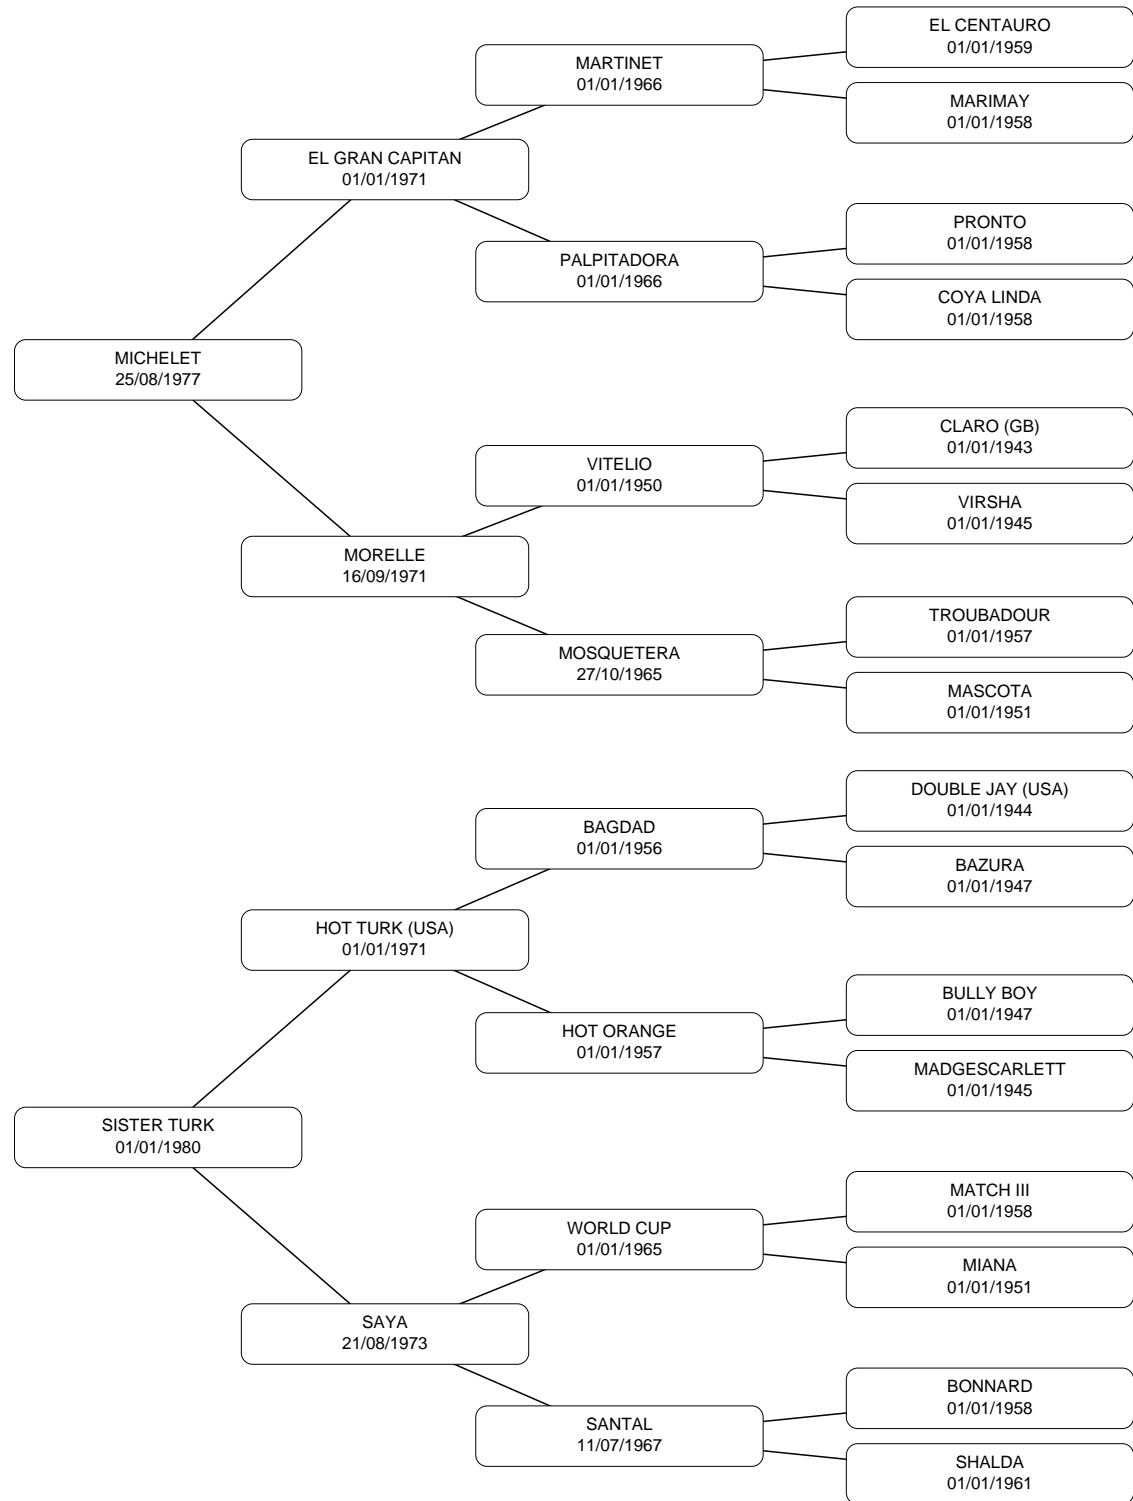 EL CENTAURO
01/01/1959
MARTINET
01/01/1966
MARIMAY
01/01/1958
EL GRAN CAPITAN
01/01/1971
PRONTO
01/01/1958
PALPITADORA
01/01/1966
COYA LINDA
01/01/1958
MICHELET
25/08/1977
CLARO (GB)
01/01/1943
VITELIO
01/01/1950
VIRSHA
01/01/1945
MORELLE
16/09/1971
TROUBADOUR
01/01/1957
MOSQUETERA
27/10/1965
MASCOTA
01/01/1951
DOUBLE JAY (USA)
01/01/1944
BAGDAD
01/01/1956
BAZURA
01/01/1947
HOT TURK (USA)
01/01/1971
BULLY BOY
01/01/1947
HOT ORANGE
01/01/1957
MADGESCARLETT
01/01/1945
SISTER TURK
01/01/1980
MATCH III
01/01/1958
WORLD CUP
01/01/1965
MIANA
01/01/1951
SAYA
21/08/1973
BONNARD
01/01/1958
SANTAL
11/07/1967
SHALDA
01/01/1961